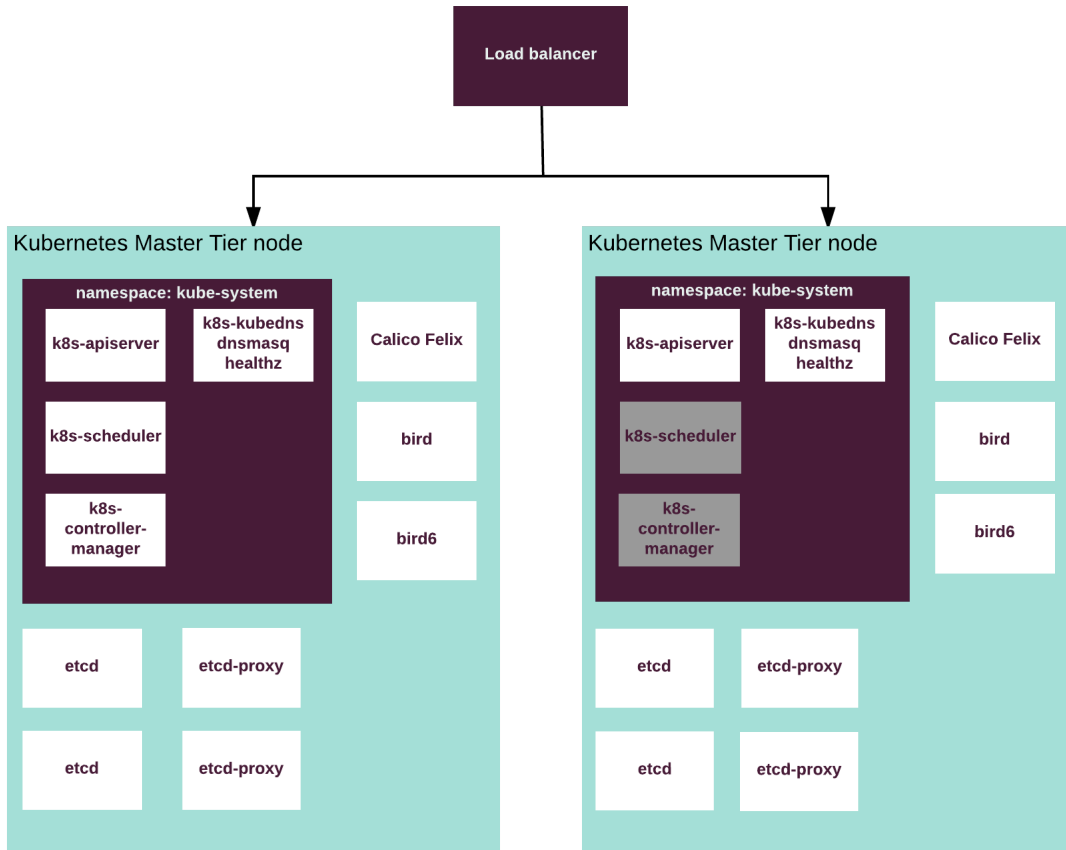 Load balancer
Kubernetes Master Tier node
namespace: kube-system
k8s-apiserver
k8s-kubedns
dnsmasq
healthz
Calico Felix
k8s-scheduler
bird
k8s-
controller-
manager
bird6
etcd
etcd-proxy
etcd
etcd-proxy
Kubernetes Master Tier node
namespace: kube-system
k8s-apiserver
k8s-kubedns
dnsmasq
healthz
Calico Felix
k8s-scheduler
bird
k8s-
controller-
manager
bird6
etcd
etcd-proxy
etcd
etcd-proxy